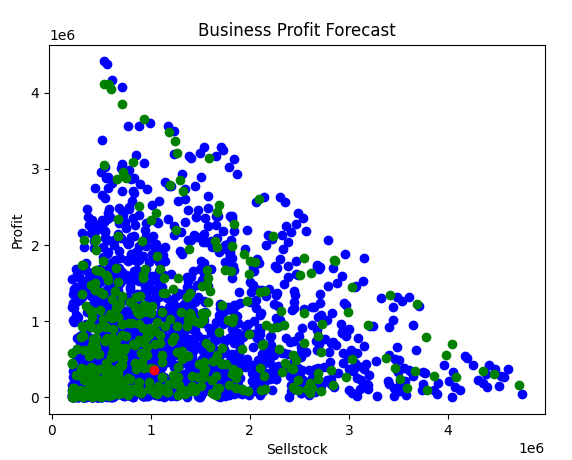 Business Profit Forecast
1e6
4
3
2
1
0
Profit
0 1 2 3 4
Sellstock
1e6